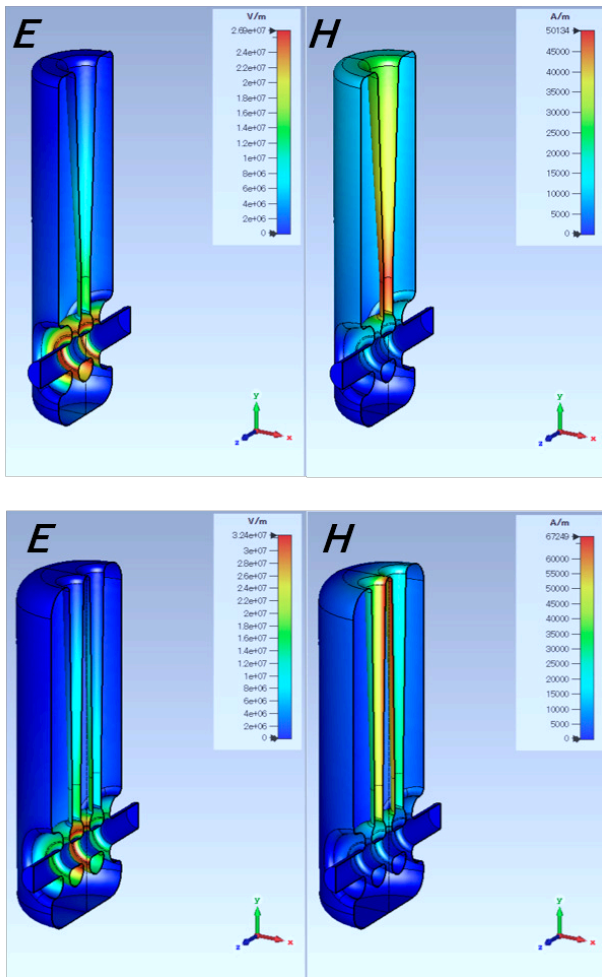 E
V/m
2.69e+07
2.4e+07
2.2e+07
2e+07
1.8e+07
1.6e+07
1.4e+07
1.2e+07
1e+07
8e+06
6e+06
4e+06
2e+06
0
y
z
x
H
A/m
50134
45000
40000
35000
30000
25000
20000
15000
10000
5000
0
y
z
x
E
V/m
3.24e+07
3e+07
2.8e+07
2.6e+07
2.4e+07
2.2e+07
2e+07
1.8e+07
1.6e+07
1.4e+07
1.2e+07
1e+07
8e+06
6e+06
4e+06
2e+06
0
y
z
x
H
A/m
67249
60000
55000
50000
45000
40000
35000
30000
25000
20000
15000
10000
5000
0
y
z
x